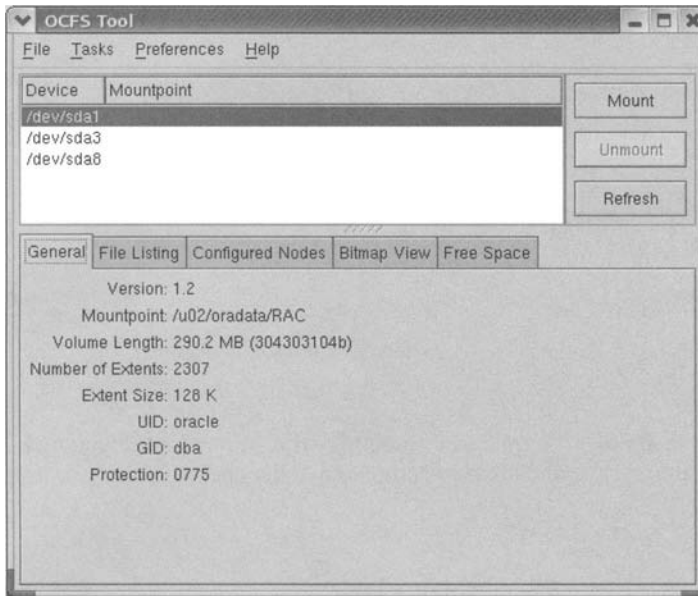 OCFS Tool
File Tasks Preferences Help
Device Mountpoint
/dev/sda1
/dev/sda3
/dev/sda8
Mount
Unmount
Refresh
General File Listing Configured Nodes Bitmap View Free Space
Version: 1.2
Mountpoint: /u02/oradata/RAC
Volume Length: 290.2 MB (304303104b)
Number of Extents: 2307
Extent Size: 128 K
UID: oracle
GID: dba
Protection: 0775